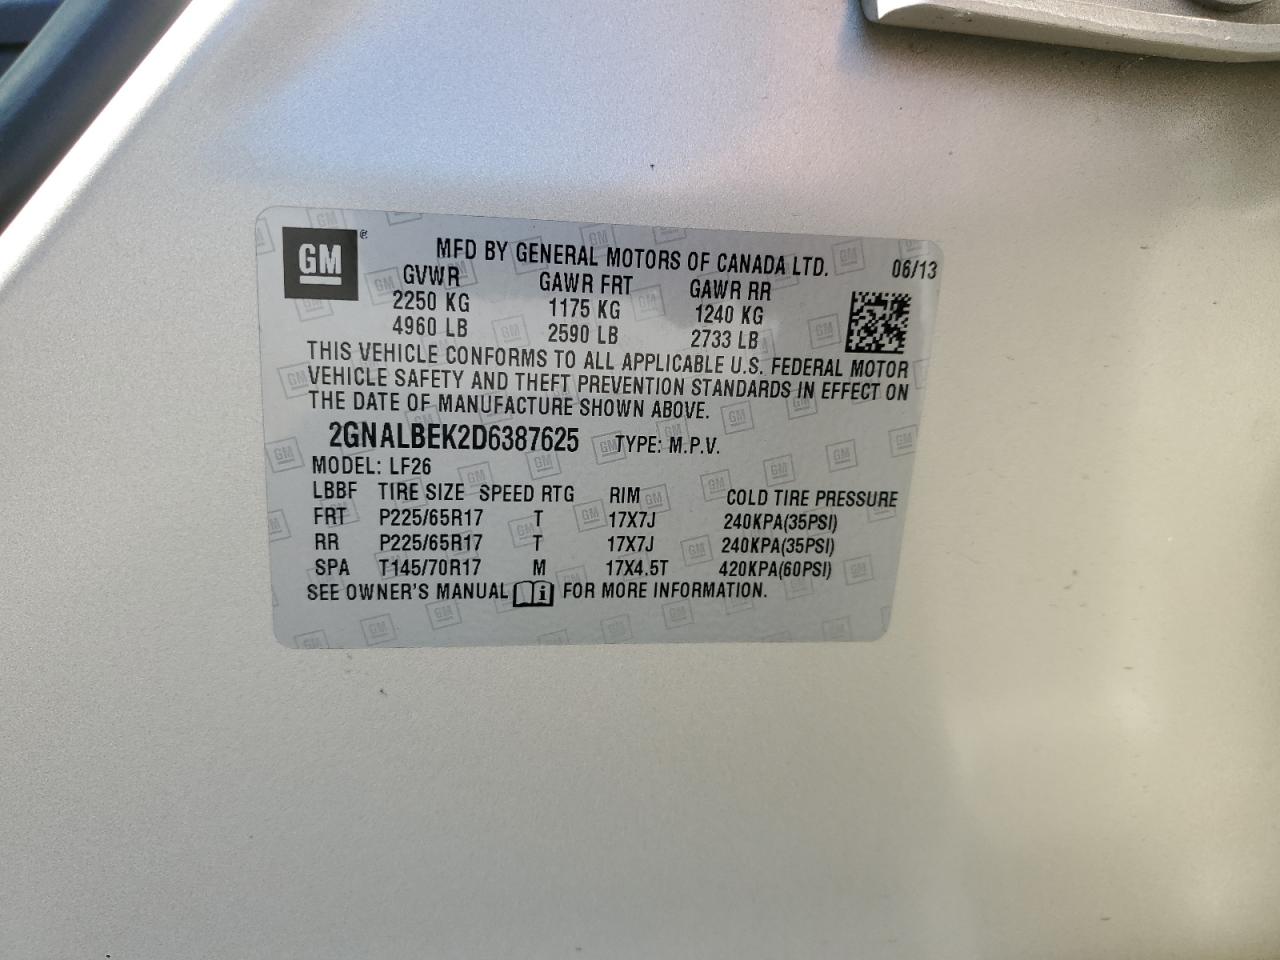 GM ®
MFD BY GENERAL MOTORS OF CANADA LTD. 06/13
GVWR GAWR FRT GAWR RR
2250 KG 1175 KG 1240 KG
4960 LB 2590 LB 2733 LB
THIS VEHICLE CONFORMS TO ALL APPLICABLE U.S. FEDERAL MOTOR
VEHICLE SAFETY AND THEFT PREVENTION STANDARDS IN EFFECT ON
THE DATE OF MANUFACTURE SHOWN ABOVE.
2GNALBEK2D6387625 TYPE: M.P.V.
MODEL: LF26
LBBF TIRE SIZE SPEED RTG RIM COLD TIRE PRESSURE
FRT P225/65R17 T 17X7J 240KPA(35PSI)
RR P225/65R17 T 17X7J 240KPA(35PSI)
SPA T145/70R17 M 17X4.5T 420KPA(60PSI)
SEE OWNER'S MANUAL i FOR MORE INFORMATION.